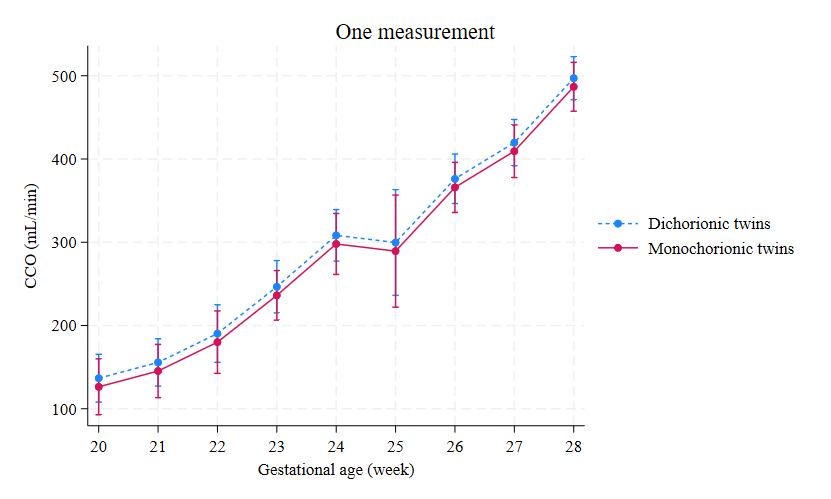 One measurement
CCO (mL/min)
500
400
300
200
100
20 21 22 23 24 25 26 27 28
Gestational age (week)
Dichorionic twins
Monochorionic twins